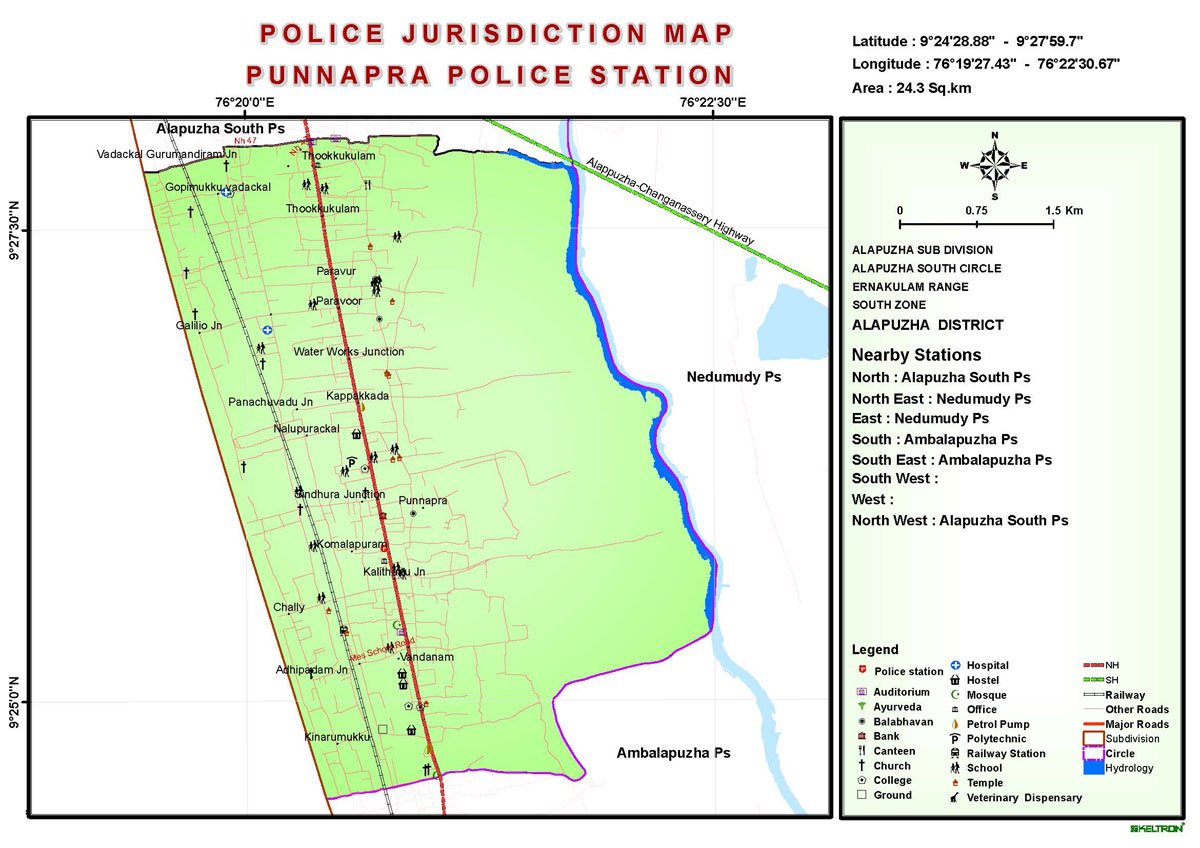 POLICE JURISDICTION MAP
PUNNAPRA POLICE STATION
Latitude : 9°24'28.88" - 9°27'59.7"
Longitude : 76°19'27.43" - 76°22'30.67"
Area : 24.3 Sq.km
76°20'0"E
76°22'30"E
9°27'30"N
9°25'0"N
Alapuzha South Ps
Nh 47
Vadackal Gurumandiram Jn
Thookkukulam
Gopimukku vadackal
Thookkukulam
Alappuzha-Changanassery Highway
Paravur
Paravoor
Galilio Jn
Water Works Junction
Nedumudy Ps
Kappakkada
Panachuvadu Jn
Nalupurackal
Sindhura Junction
Punnapra
Komalapuram
Kalithattu Jn
Chally
Mes School Road
Vandanam
Adhipadam Jn
Kinarumukku
Ambalapuzha Ps
N
W
E
S
0
0.75
1.5 Km
ALAPUZHA SUB DIVISION
ALAPUZHA SOUTH CIRCLE
ERNAKULAM RANGE
SOUTH ZONE
ALAPUZHA DISTRICT
Nearby Stations
North : Alapuzha South Ps
North East : Nedumudy Ps
East : Nedumudy Ps
South : Ambalapuzha Ps
South East : Ambalapuzha Ps
South West :
West :
North West : Alapuzha South Ps
Legend
Police station
Auditorium
Ayurveda
Balabhavan
Bank
Canteen
Church
College
Ground
Hospital
Hostel
Mosque
Office
Petrol Pump
Polytechnic
Railway Station
School
Temple
Veterinary Dispensary
NH
SH
Railway
Other Roads
Major Roads
Subdivision
Circle
Hydrology
KELTRON